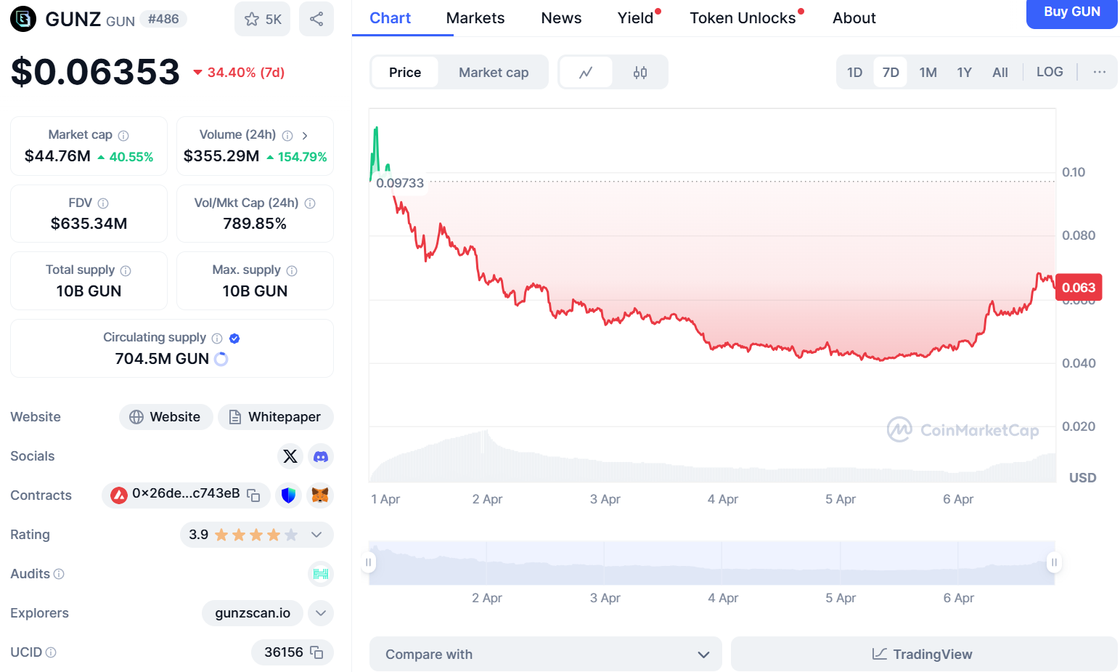 GUNZ GUN #486
5K
$0.06353 34.40% (7d)
Market cap
$44.76M 40.55%
Volume (24h)
$355.29M 154.79%
FDV
$635.34M
Vol/Mkt Cap (24h)
789.85%
Total supply
10B GUN
Max. supply
10B GUN
Circulating supply
704.5M GUN
Website Website Whitepaper
Socials
Contracts 0x26de...c743eB
Rating 3.9
Audits
Explorers gunzscan.io
UCID 36156
Chart Markets News Yield Token Unlocks About Buy GUN
Price Market cap 1D 7D 1M 1Y All LOG
0.09733
0.10
0.080
0.063
0.060
0.040
0.020
USD
CoinMarketCap
1 Apr 2 Apr 3 Apr 4 Apr 5 Apr 6 Apr
2 Apr 3 Apr 4 Apr 5 Apr 6 Apr
Compare with TradingView